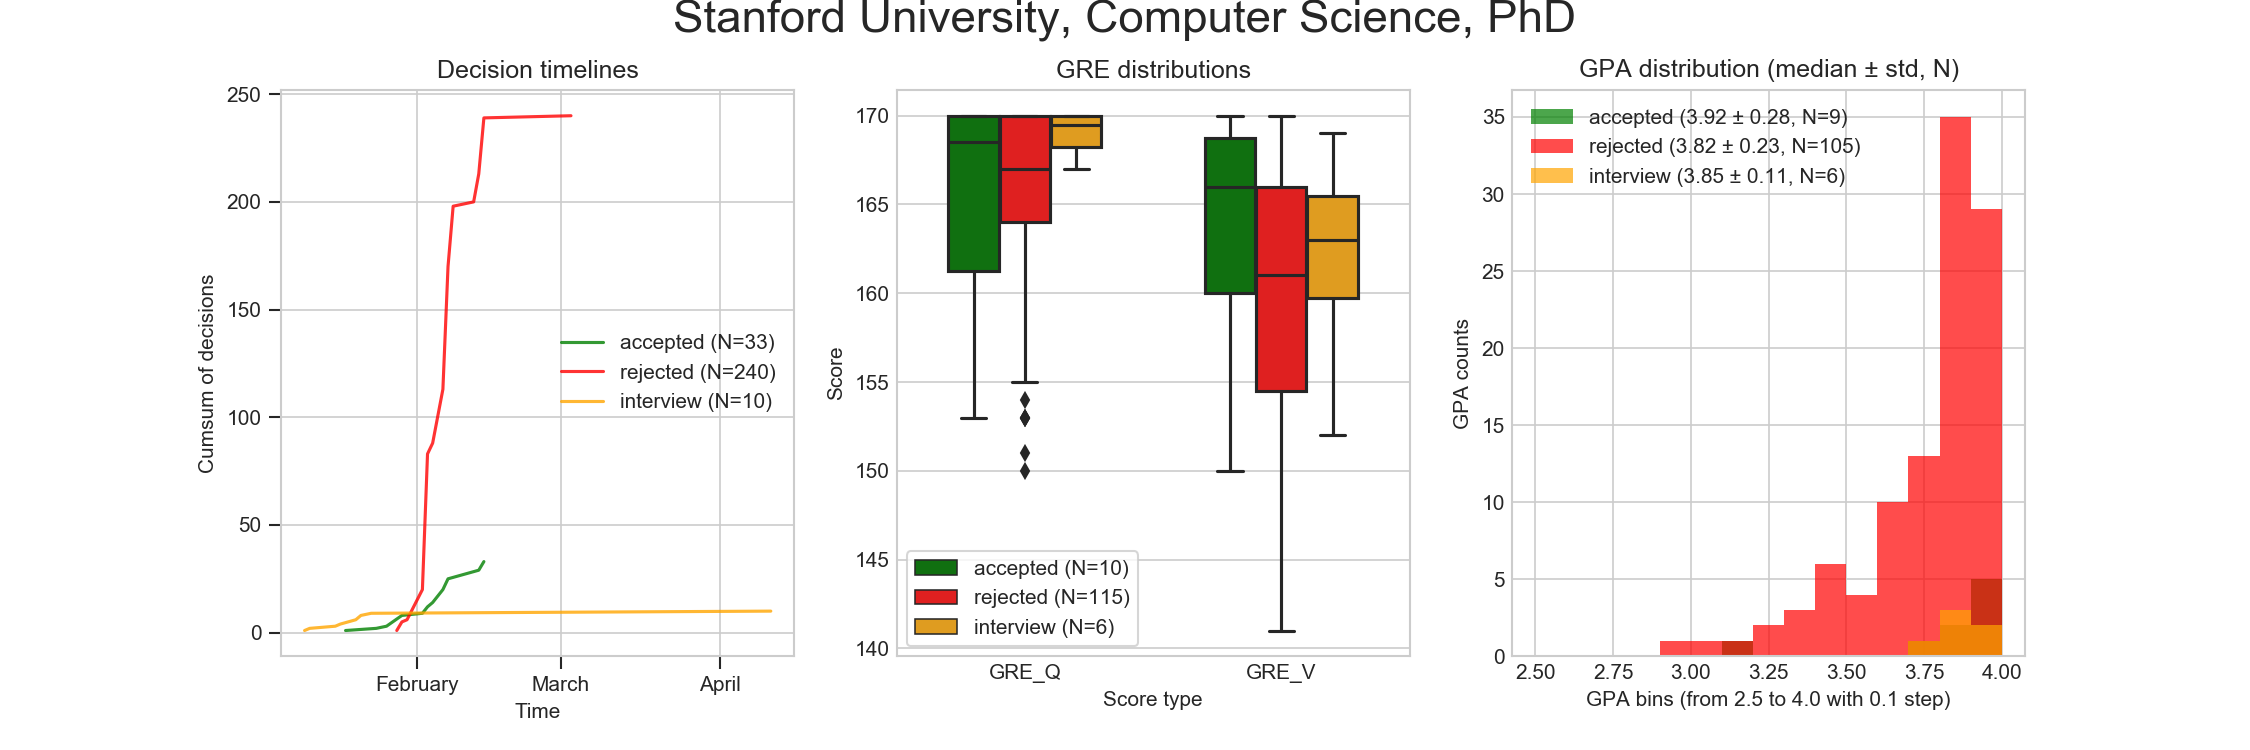 Stanford University, Computer Science, PhD
Decision timelines
250
200
150
100
50
0
Cumsum of decisions
accepted (N=33)
rejected (N=240)
interview (N=10)
February March April
Time
GRE distributions
170
165
160
155
150
145
140
Score
accepted (N=10)
rejected (N=115)
interview (N=6)
GRE_Q GRE_V
Score type
GPA distribution (median ± std, N)
35
30
25
20
15
10
5
0
GPA counts
accepted (3.92 ± 0.28, N=9)
rejected (3.82 ± 0.23, N=105)
interview (3.85 ± 0.11, N=6)
2.50 2.75 3.00 3.25 3.50 3.75 4.00
GPA bins (from 2.5 to 4.0 with 0.1 step)